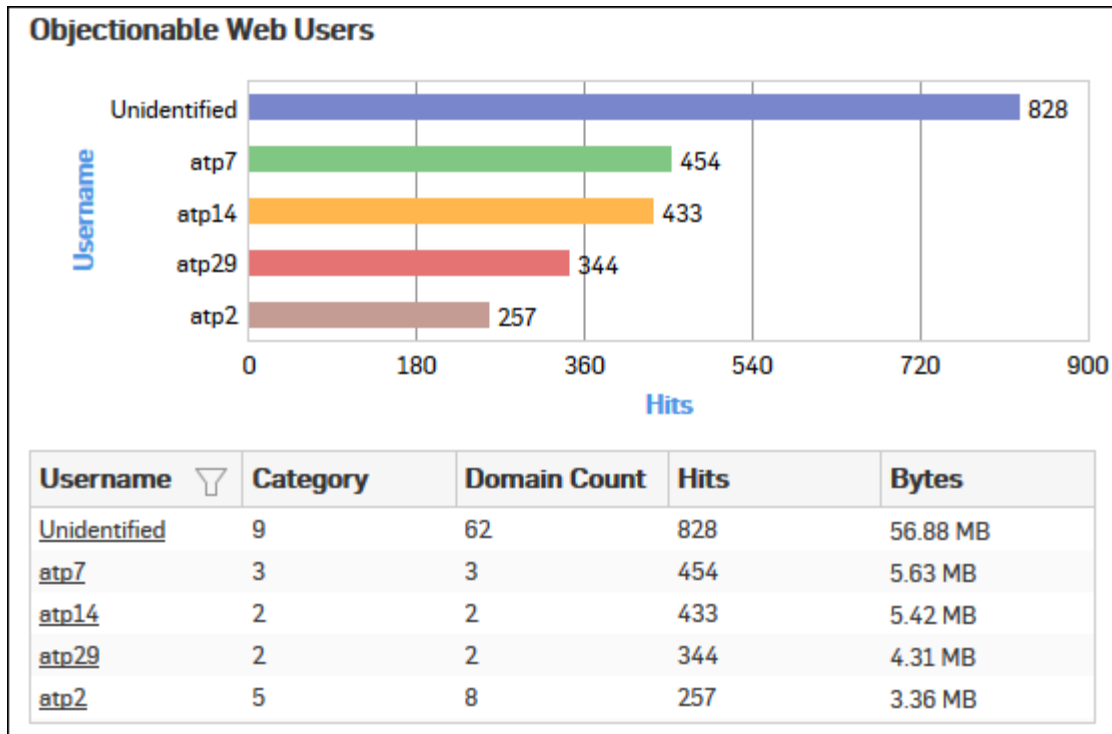 Objectionable Web Users
Unidentified 828
atp7 454
atp14 433
atp29 344
atp2 257
Username
0 180 360 540 720 900
Hits
Username Category Domain Count Hits Bytes
Unidentified 9 62 828 56.88 MB
atp7 3 3 454 5.63 MB
atp14 2 2 433 5.42 MB
atp29 2 2 344 4.31 MB
atp2 5 8 257 3.36 MB